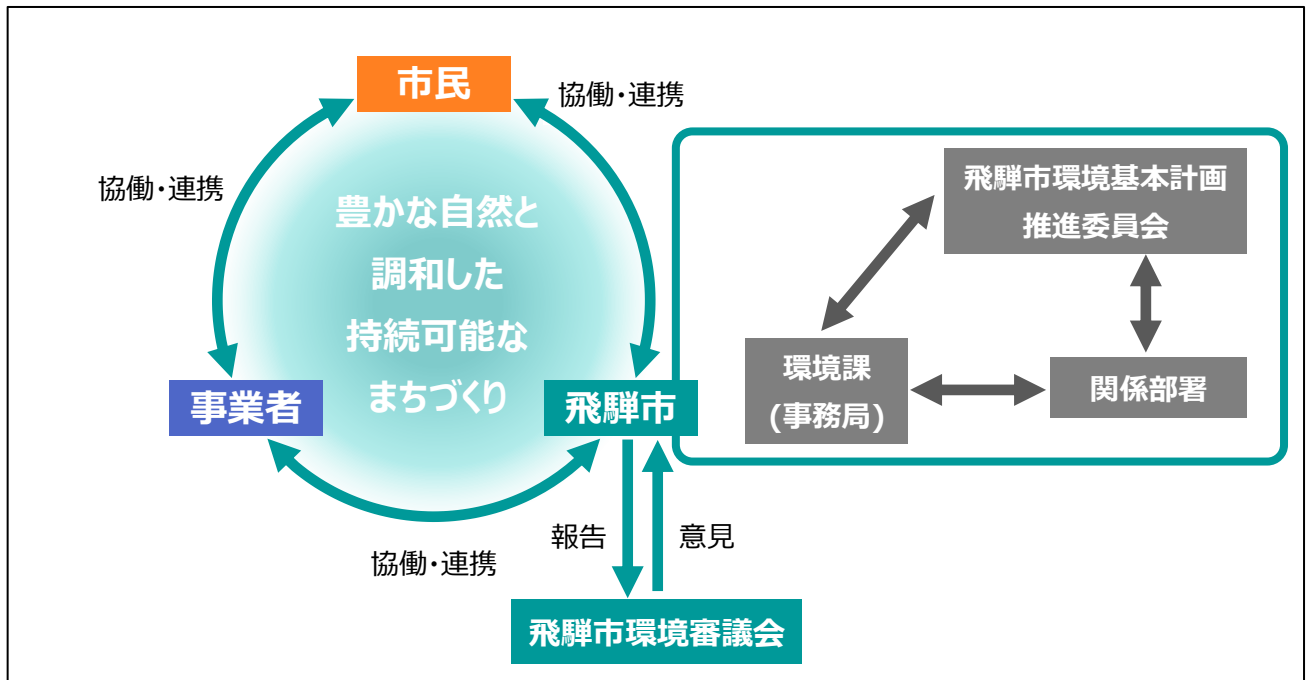 市民
協働・連携
協働・連携
豊かな自然と
調和した
持続可能な
まちづくり
事業者
飛騨市
協働・連携
報告
意見
飛騨市環境審議会
飛騨市環境基本計画
推進委員会
環境課
(事務局)
関係部署